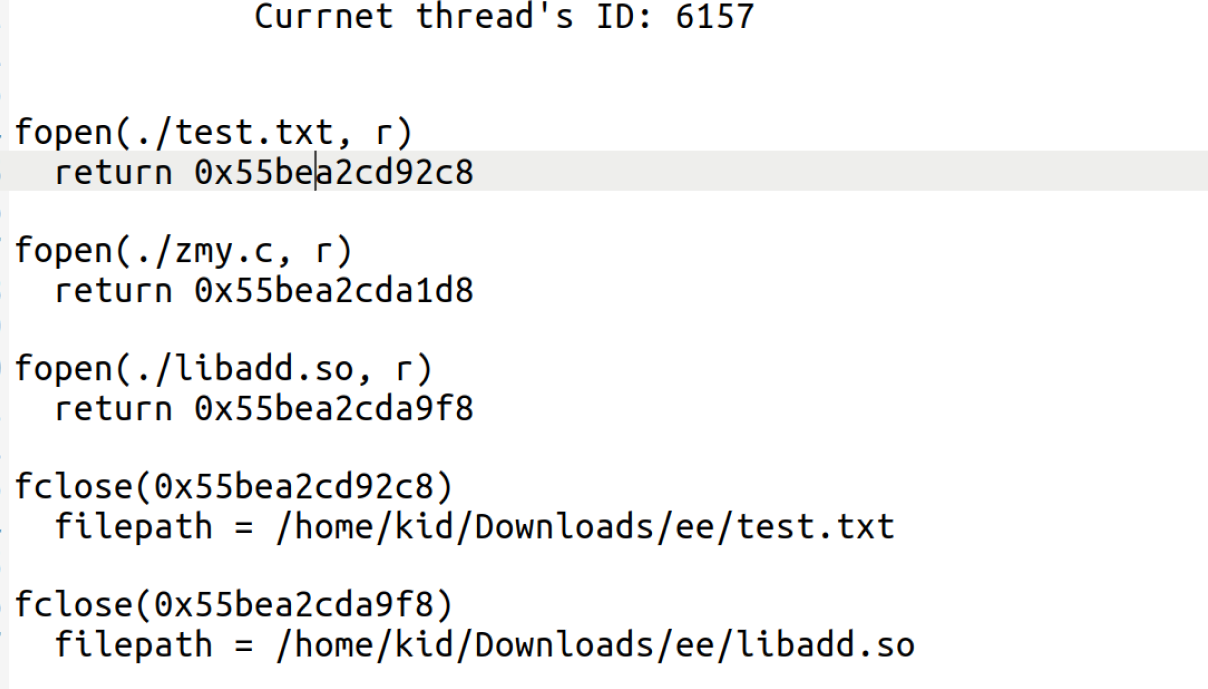 Currnet thread's ID: 6157
fopen(./test.txt, r)
return 0x55bea2cd92c8
fopen(./zmy.c, r)
return 0x55bea2cda1d8
fopen(./libadd.so, r)
return 0x55bea2cda9f8
fclose(0x55bea2cd92c8)
filepath = /home/kid/Downloads/ee/test.txt
fclose(0x55bea2cda9f8)
filepath = /home/kid/Downloads/ee/libadd.so